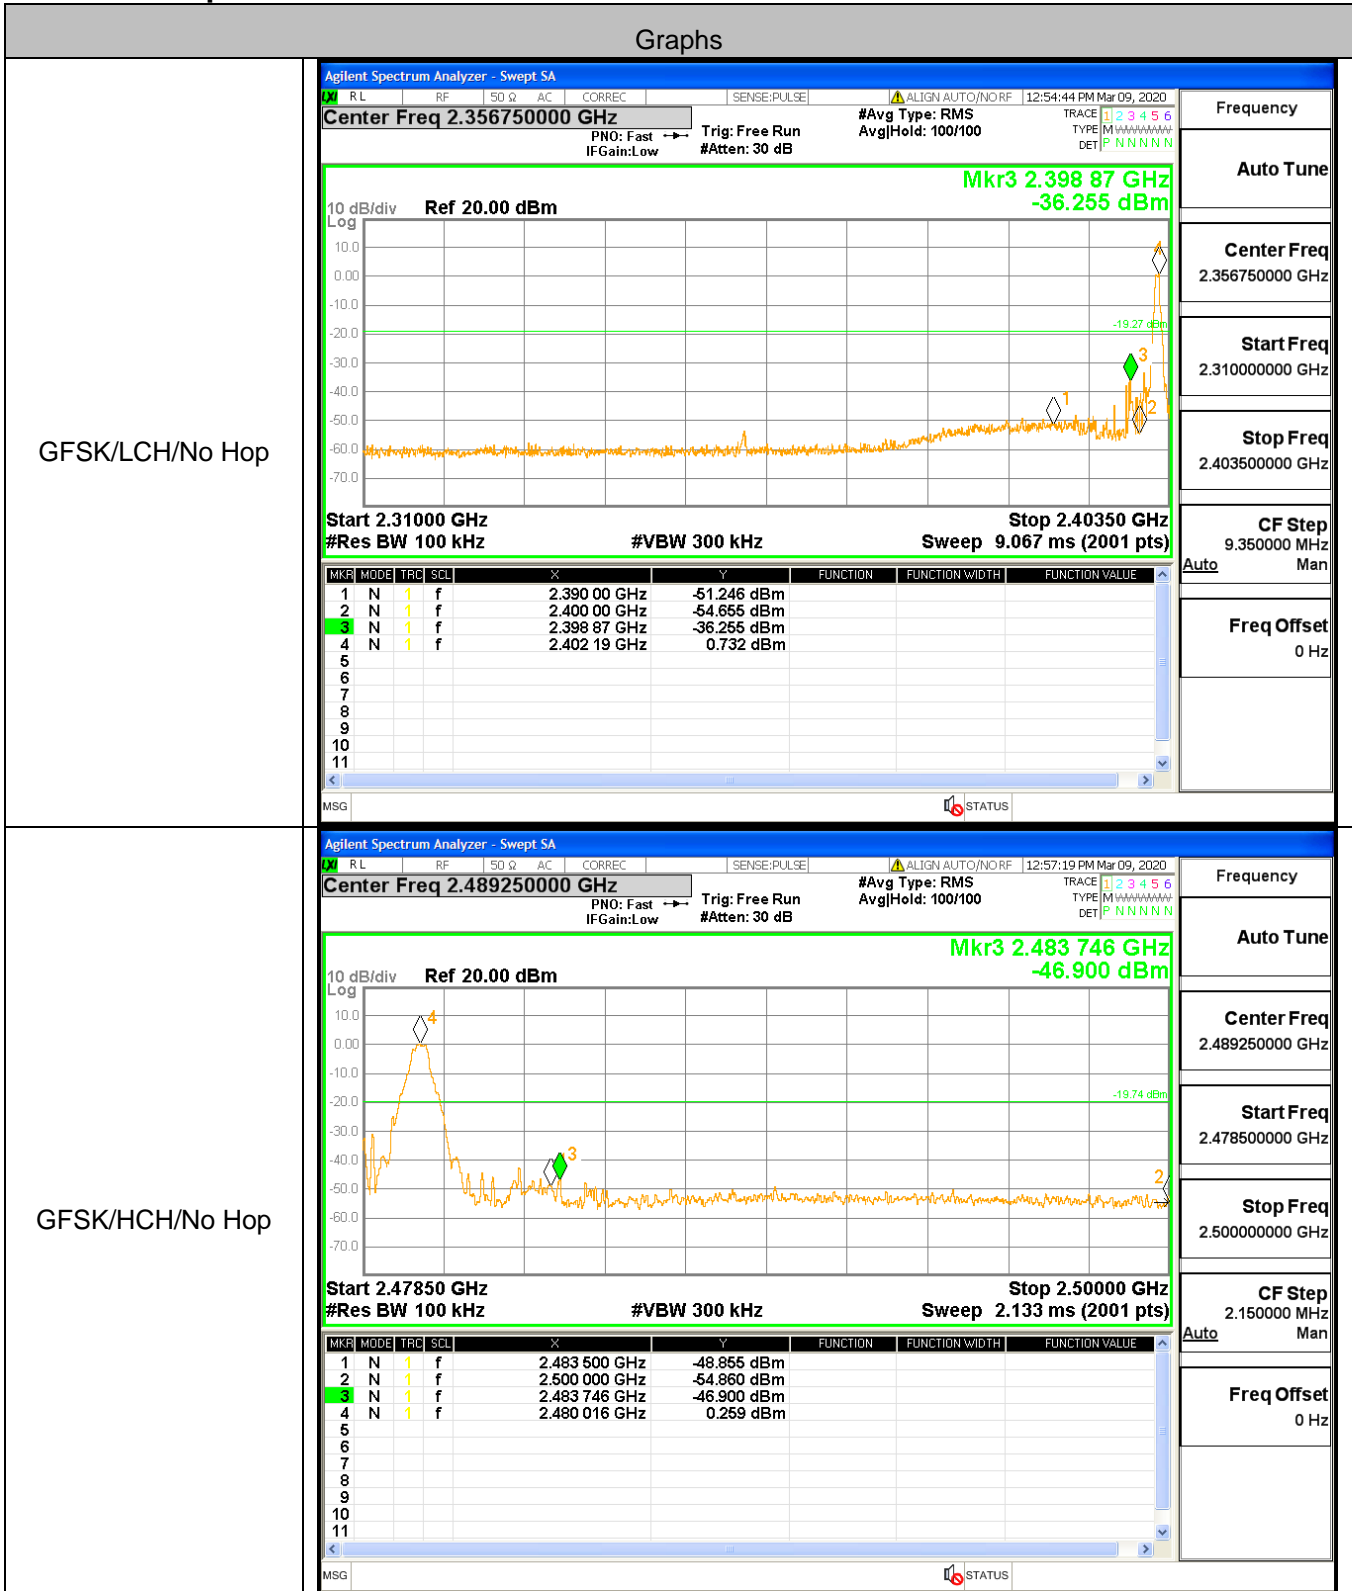 Graphs
GFSK/LCH/No Hop
Agilent Spectrum Analyzer - Swept SA
LXI RL RF 50 Ω AC CORREC SENSE:PULSE ALIGN AUTO/NO RF 12:54:44 PM Mar 09, 2020
Center Freq 2.356750000 GHz
PNO: Fast
IFGain:Low
Trig: Free Run
#Atten: 30 dB
#Avg Type: RMS
Avg|Hold: 100/100
TRACE 1 2 3 4 5 6
TYPE M
DET P N N N N N
Mkr3 2.398 87 GHz
-36.255 dBm
10 dB/div Ref 20.00 dBm
Log
10.0
0.00
-10.0
-20.0
-30.0
-40.0
-50.0
-60.0
-70.0
-19.27 dBm
4
3
1
2
Start 2.31000 GHz Stop 2.40350 GHz
#Res BW 100 kHz #VBW 300 kHz Sweep 9.067 ms (2001 pts)
MKR MODE TRC SCL X Y FUNCTION FUNCTION WIDTH FUNCTION VALUE
1 N 1 f 2.390 00 GHz -51.246 dBm
2 N 1 f 2.400 00 GHz -54.655 dBm
3 N 1 f 2.398 87 GHz -36.255 dBm
4 N 1 f 2.402 19 GHz 0.732 dBm
5
6
7
8
9
10
11
MSG STATUS
Frequency
Auto Tune
Center Freq
2.356750000 GHz
Start Freq
2.310000000 GHz
Stop Freq
2.403500000 GHz
CF Step
9.350000 MHz
Auto Man
Freq Offset
0 Hz
GFSK/HCH/No Hop
Agilent Spectrum Analyzer - Swept SA
LXI RL RF 50 Ω AC CORREC SENSE:PULSE ALIGN AUTO/NO RF 12:57:19 PM Mar 09, 2020
Center Freq 2.489250000 GHz
PNO: Fast
IFGain:Low
Trig: Free Run
#Atten: 30 dB
#Avg Type: RMS
Avg|Hold: 100/100
TRACE 1 2 3 4 5 6
TYPE M
DET P N N N N N
Mkr3 2.483 746 GHz
-46.900 dBm
10 dB/div Ref 20.00 dBm
Log
10.0
0.00
-10.0
-20.0
-30.0
-40.0
-50.0
-60.0
-70.0
-19.74 dBm
4
3
2
Start 2.47850 GHz Stop 2.50000 GHz
#Res BW 100 kHz #VBW 300 kHz Sweep 2.133 ms (2001 pts)
MKR MODE TRC SCL X Y FUNCTION FUNCTION WIDTH FUNCTION VALUE
1 N 1 f 2.483 500 GHz -48.855 dBm
2 N 1 f 2.500 000 GHz -54.860 dBm
3 N 1 f 2.483 746 GHz -46.900 dBm
4 N 1 f 2.480 016 GHz 0.259 dBm
5
6
7
8
9
10
11
MSG STATUS
Frequency
Auto Tune
Center Freq
2.489250000 GHz
Start Freq
2.478500000 GHz
Stop Freq
2.500000000 GHz
CF Step
2.150000 MHz
Auto Man
Freq Offset
0 Hz